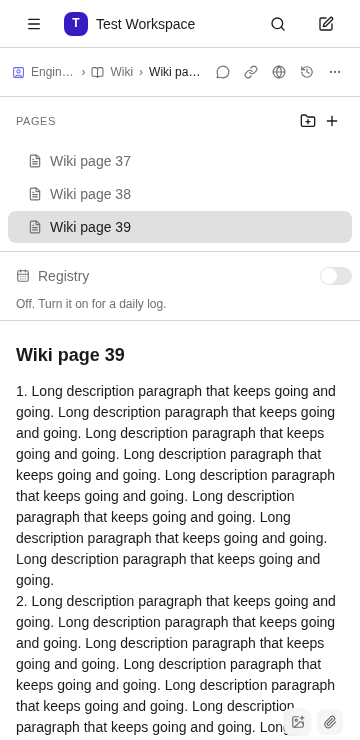 T Test Workspace
Engin... › Wiki › Wiki pa...
PAGES
Wiki page 37
Wiki page 38
Wiki page 39
Registry
Off. Turn it on for a daily log.
Wiki page 39
1. Long description paragraph that keeps going and
going. Long description paragraph that keeps going
and going. Long description paragraph that keeps
going and going. Long description paragraph that
keeps going and going. Long description paragraph
that keeps going and going. Long description
paragraph that keeps going and going. Long
description paragraph that keeps going and going.
Long description paragraph that keeps going and
going.
2. Long description paragraph that keeps going and
going. Long description paragraph that keeps going
and going. Long description paragraph that keeps
going and going. Long description paragraph that
keeps going and going. Long description paragraph
that keeps going and going. Long description
paragraph that keeps going and going. Long